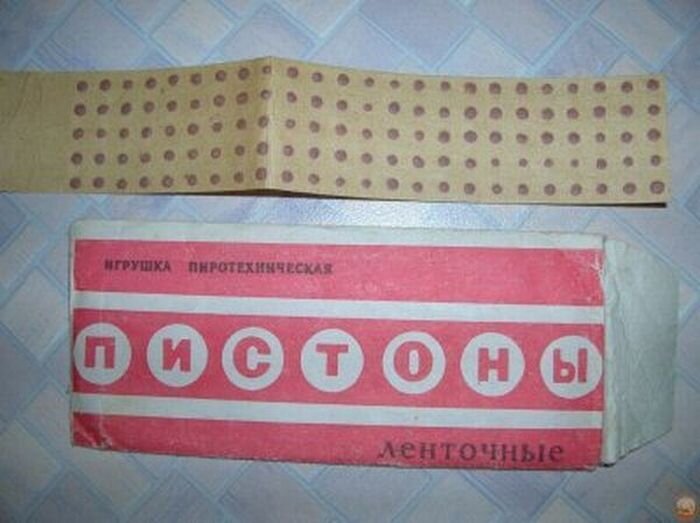 ИГРУШКА ПИРОТЕХНИЧЕСКАЯ
ПИСТОНЫ
ленточные